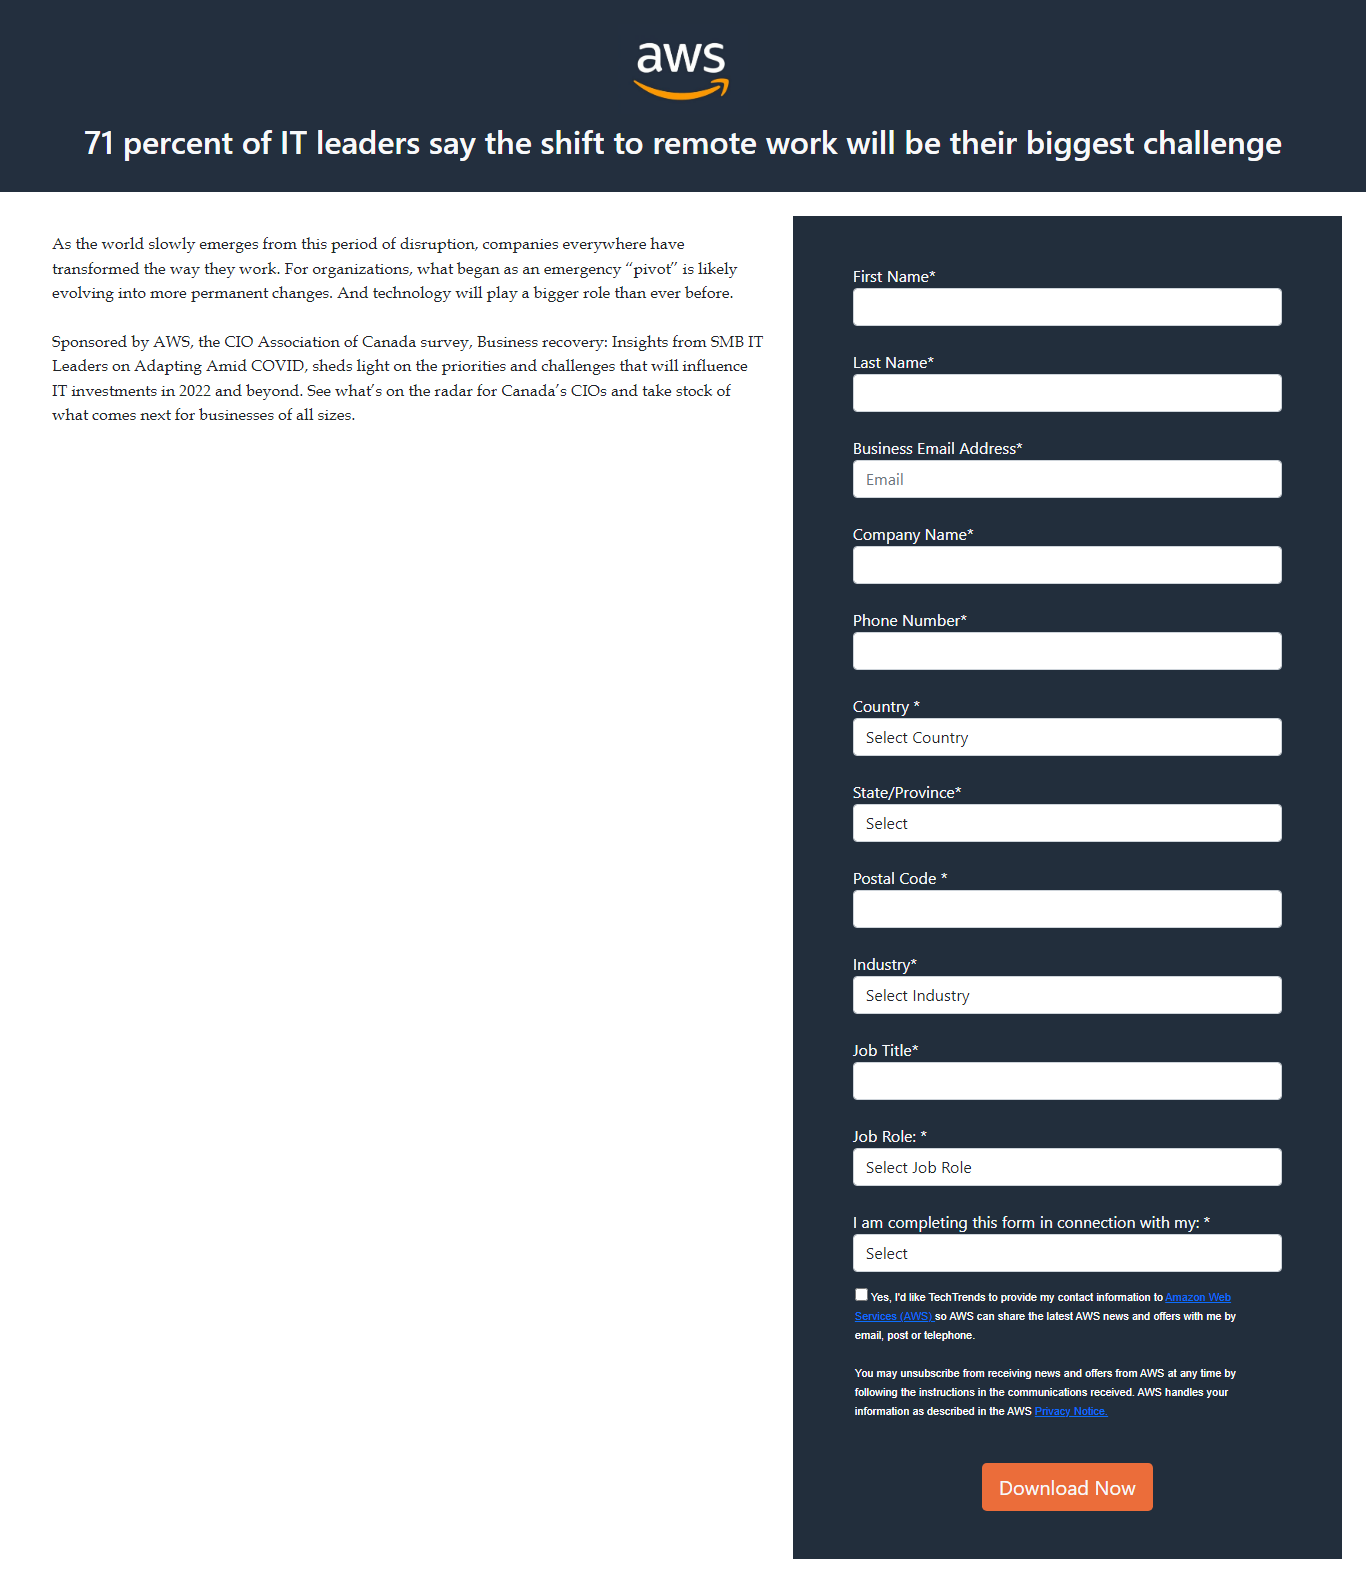 aws
71 percent of IT leaders say the shift to remote work will be their biggest challenge
As the world slowly emerges from this period of disruption, companies everywhere have
transformed the way they work. For organizations, what began as an emergency “pivot” is likely
evolving into more permanent changes. And technology will play a bigger role than ever before.
Sponsored by AWS, the CIO Association of Canada survey, Business recovery: Insights from SMB IT
Leaders on Adapting Amid COVID, sheds light on the priorities and challenges that will influence
IT investments in 2022 and beyond. See what’s on the radar for Canada’s CIOs and take stock of
what comes next for businesses of all sizes.
First Name*
Last Name*
Business Email Address*
Email
Company Name*
Phone Number*
Country *
Select Country
State/Province*
Select
Postal Code *
Industry*
Select Industry
Job Title*
Job Role: *
Select Job Role
I am completing this form in connection with my: *
Select
Yes, I'd like TechTrends to provide my contact information to Amazon Web
Services (AWS) so AWS can share the latest AWS news and offers with me by
email, post or telephone.
You may unsubscribe from receiving news and offers from AWS at any time by
following the instructions in the communications received. AWS handles your
information as described in the AWS Privacy Notice.
Download Now